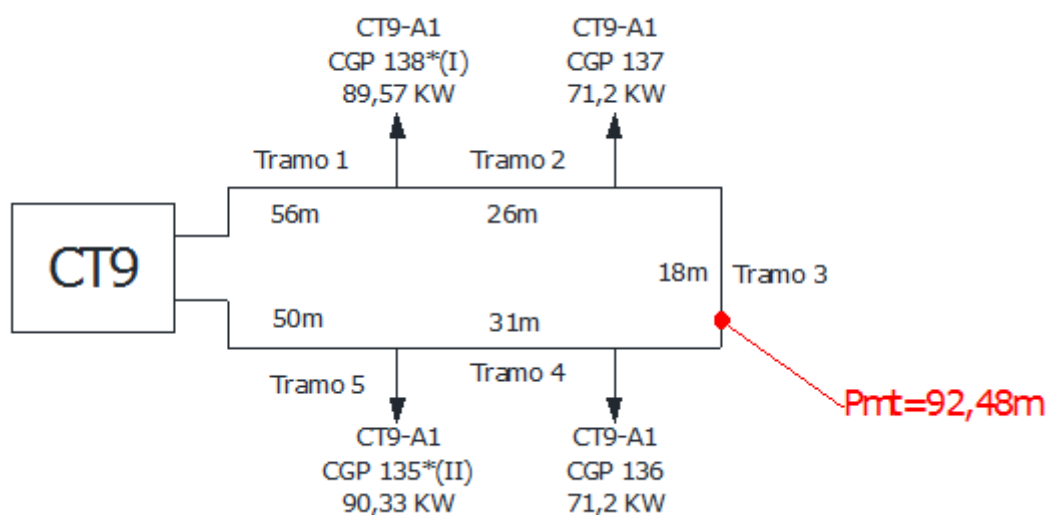 CT9-A1
CGP 138*(I)
89,57 KW
CT9-A1
CGP 137
71,2 KW
Tramo 1
Tramo 2
56m
26m
CT9
18m
Tramo 3
50m
31m
Tramo 5
Tramo 4
Pmt=92,48m
CT9-A1
CGP 135*(II)
90,33 KW
CT9-A1
CGP 136
71,2 KW